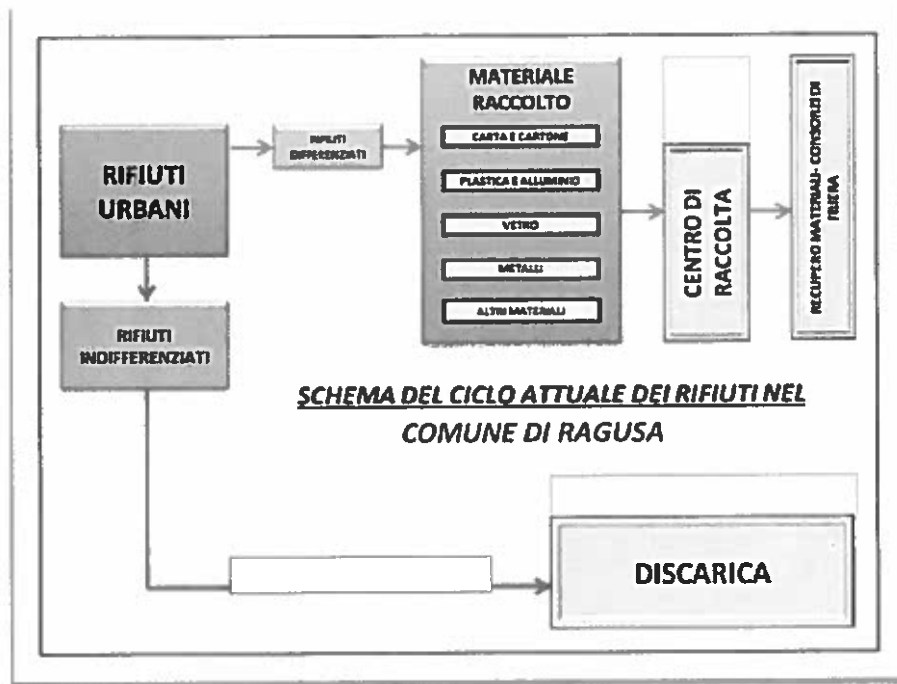 RIFIUTI
URBANI
RIFIUTI
DIFFERENZIATI
MATERIALE
RACCOLTO
CARTA E CARTONE
PLASTICA E ALLUMINIO
VETRO
METALLI
ALTRI MATERIALI
CENTRO DI
RACCOLTA
RECUPERO MATERIALI- CONSORZI DI
FILIERA
RIFIUTI
INDIFFERENZIATI
SCHEMA DEL CICLO ATTUALE DEI RIFIUTI NEL
COMUNE DI RAGUSA
DISCARICA